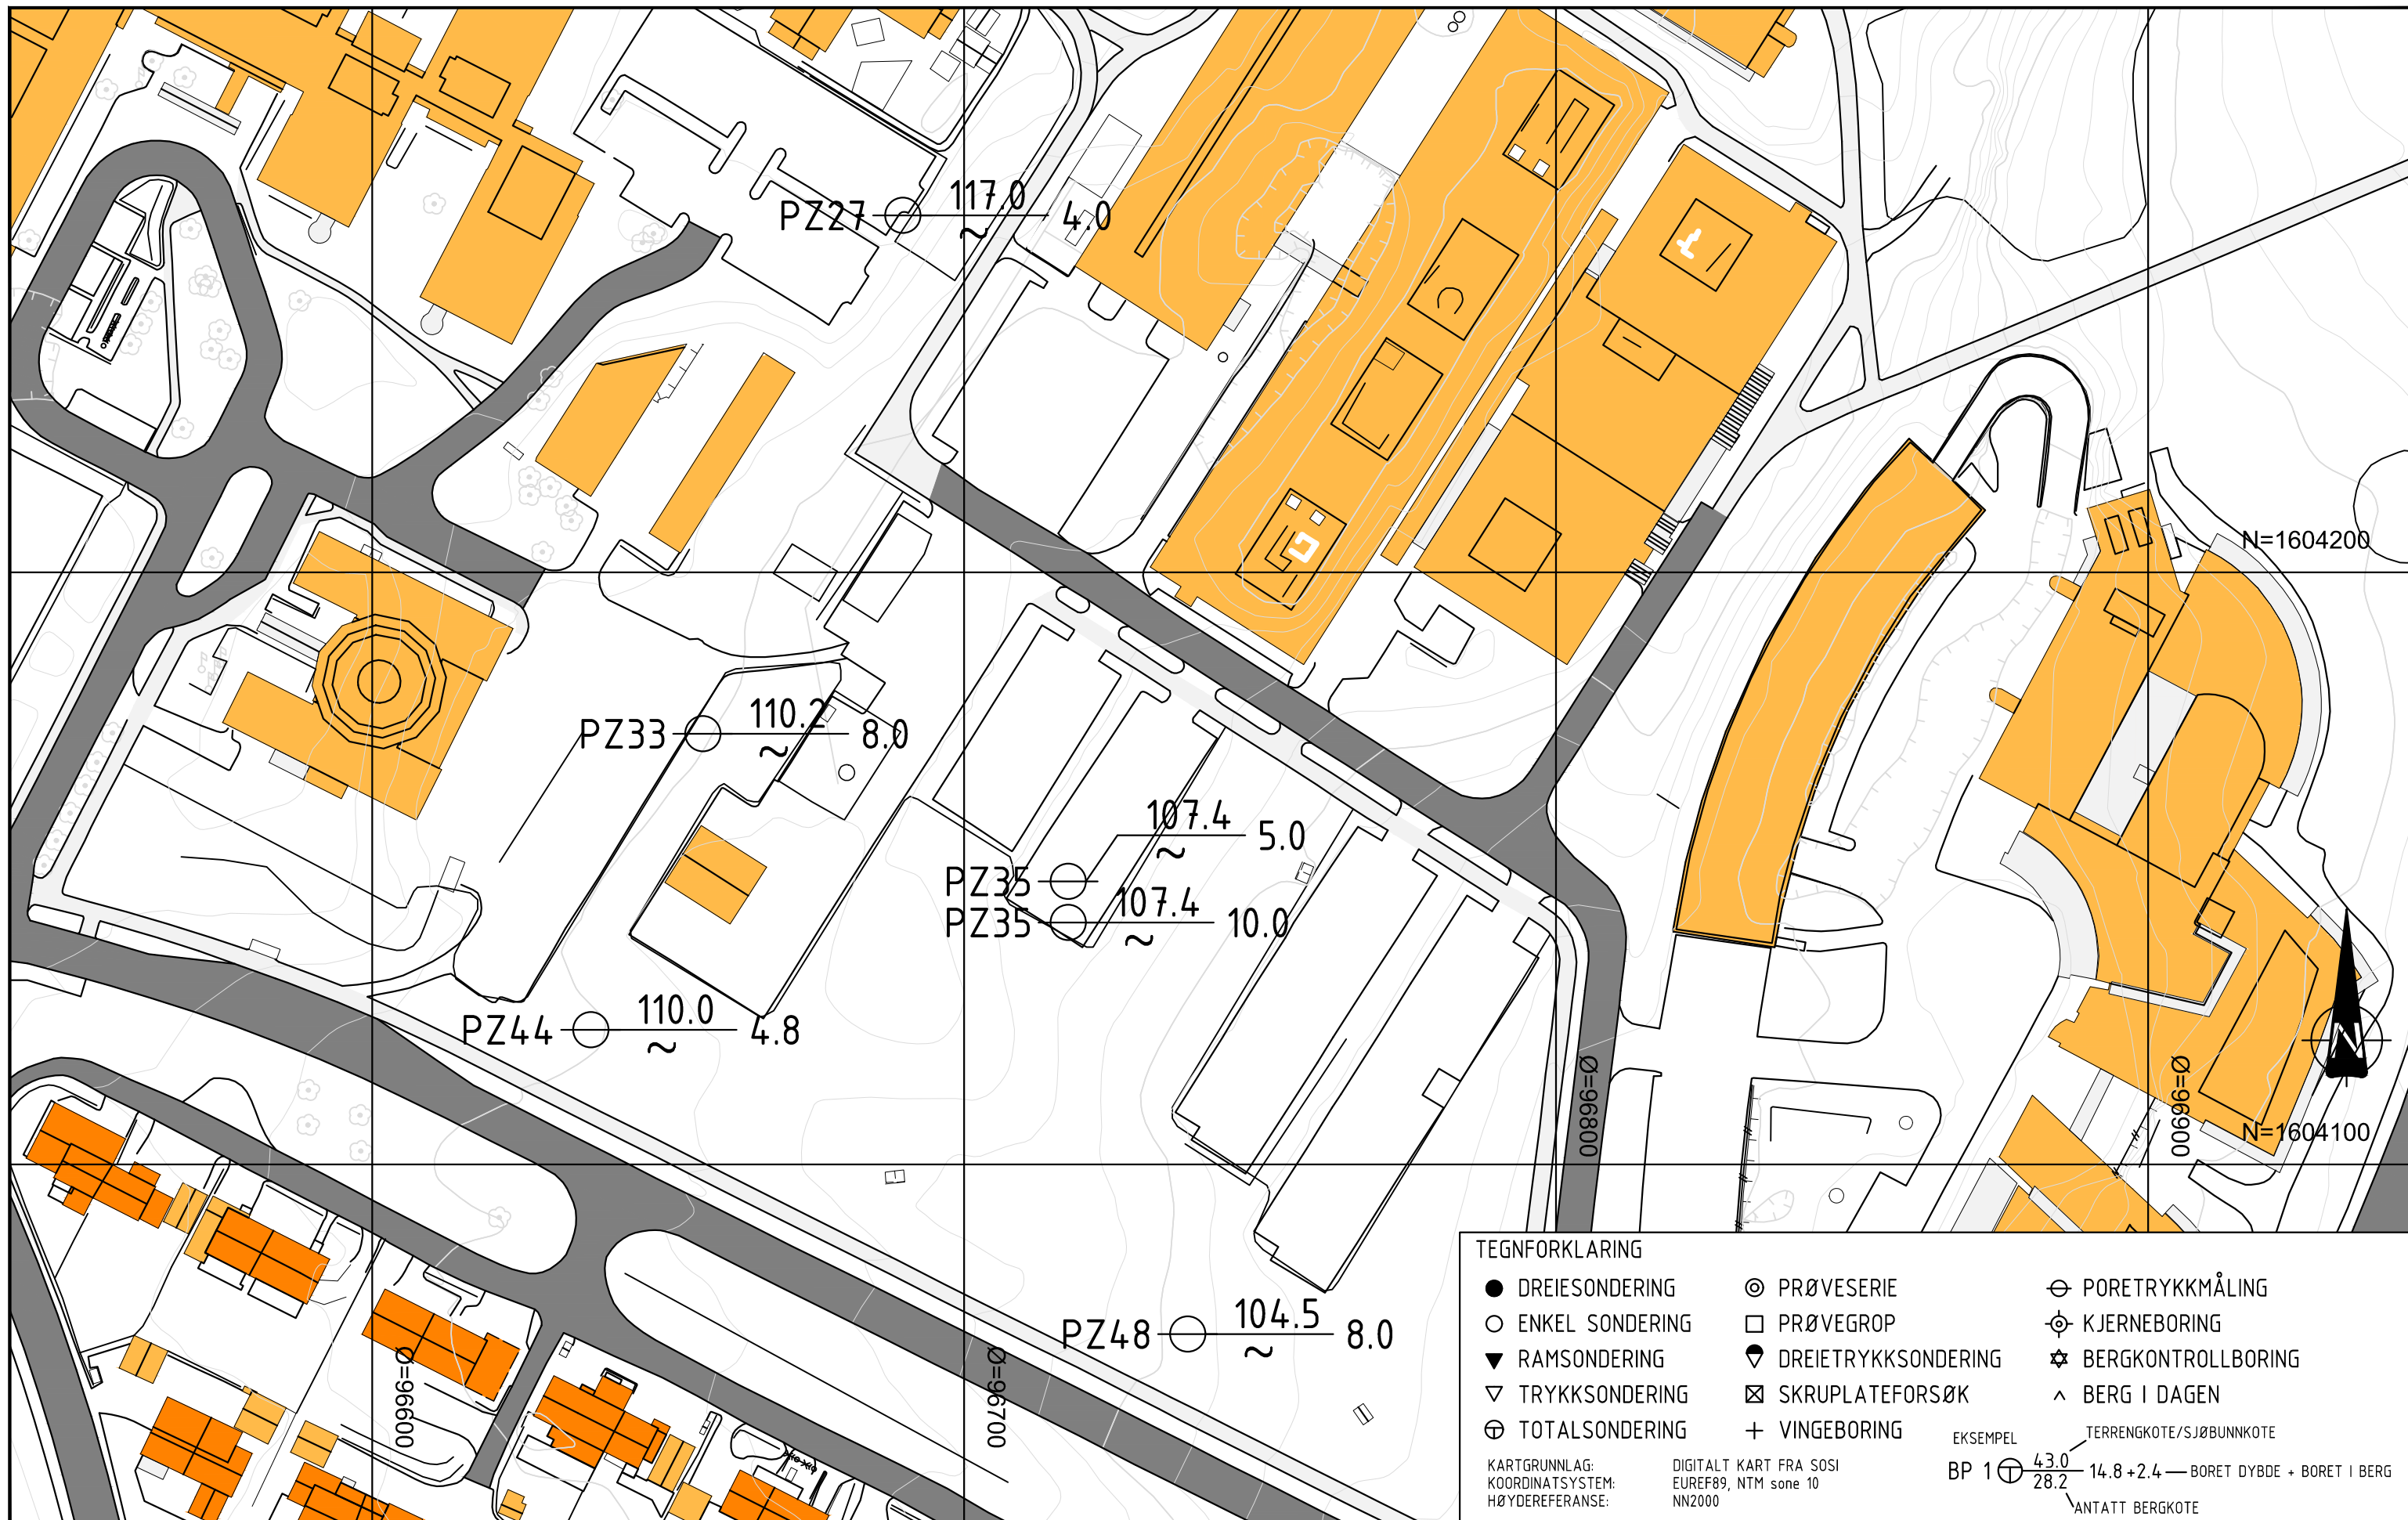 PZ27 117.0 4.0
~
N=1604200
PZ33 110.2 8.0
~
107.4 5.0
~
PZ35
PZ35 107.4 10.0
~
PZ44 110.0 4.8
~
N
Ø=96800
Ø=96900
N=1604100
PZ48 104.5 8.0
~
Ø=96600
Ø=96700
TEGNFORKLARING
DREIESONDERING
ENKEL SONDERING
RAMSONDERING
TRYKKSONDERING
TOTALSONDERING
PRØVESERIE
PRØVEGROP
DREIETRYKKSONDERING
SKRUPLATEFORSØK
VINGEBORING
PORETRYKKMÅLING
KJERNEBORING
BERGKONTROLLBORING
BERG I DAGEN
KARTGRUNNLAG: DIGITALT KART FRA SOSI
KOORDINATSYSTEM: EUREF89, NTM sone 10
HØYDEREFERANSE: NN2000
EKSEMPEL
TERRENGKOTE/SJØBUNNKOTE
BP 1 43.0 14.8 +2.4 BORET DYBDE + BORET I BERG
28.2
ANTATT BERGKOTE